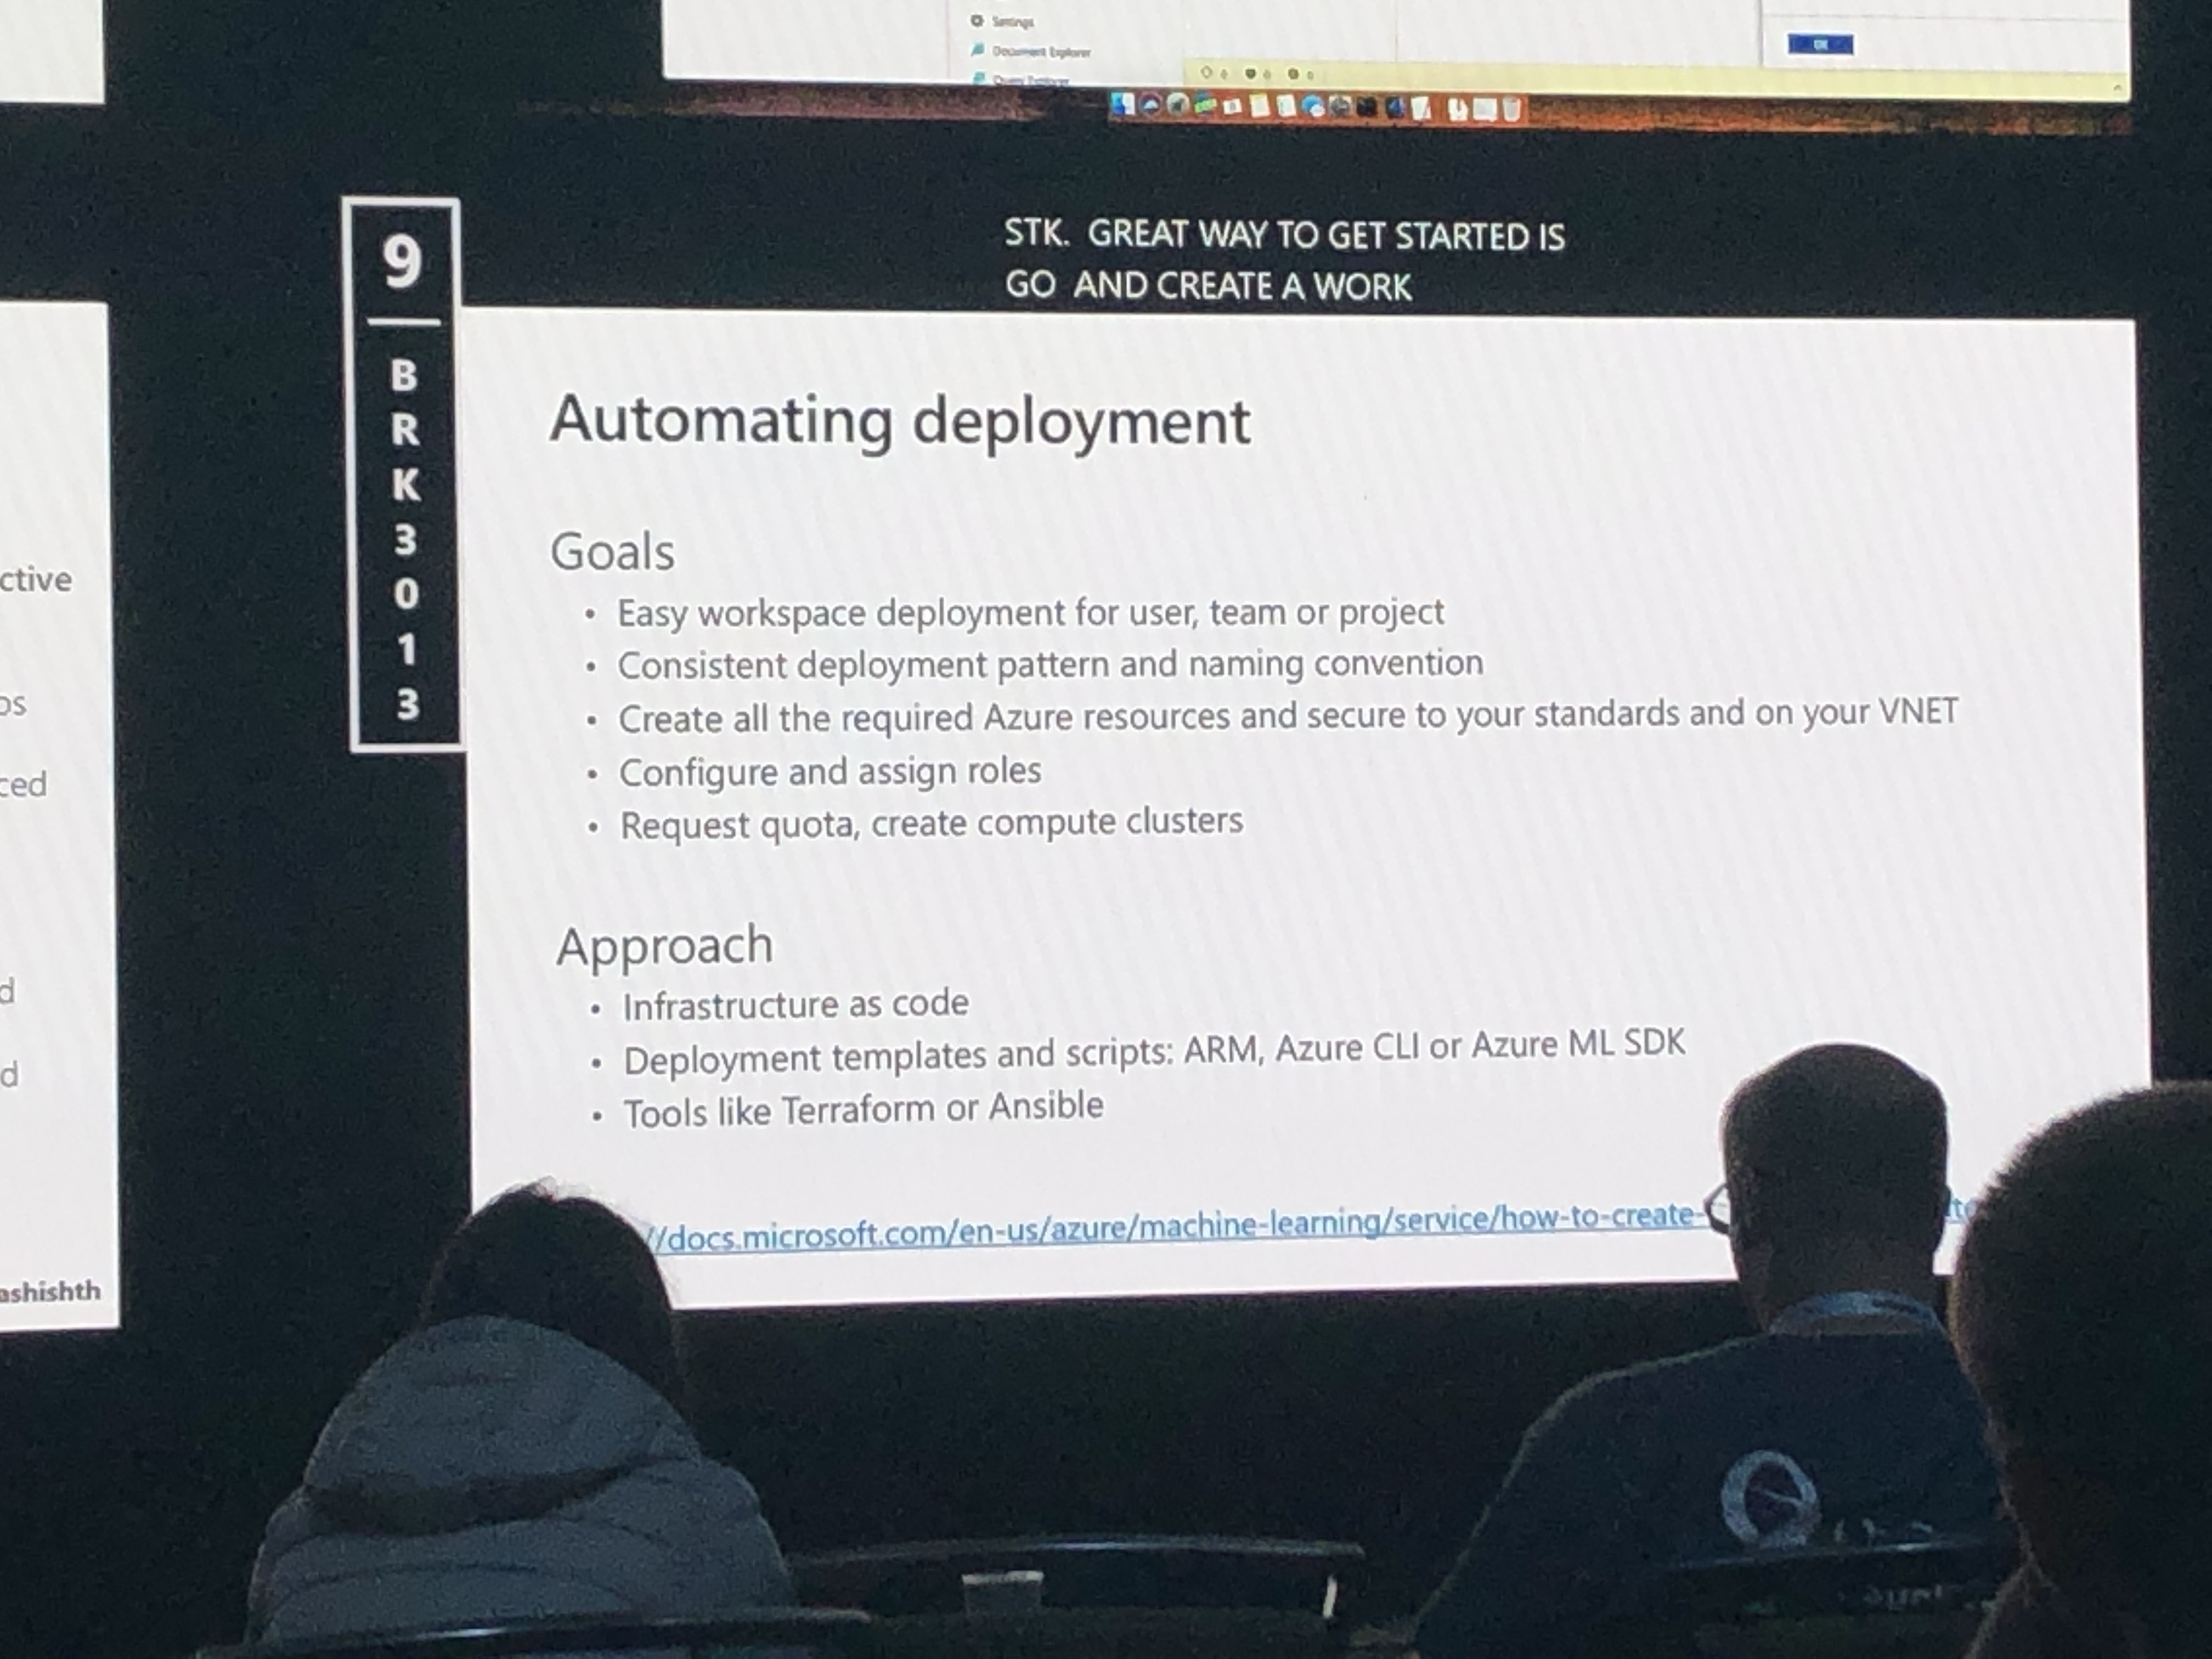 Settings
Document Explorer
9
BRK3013
STK. GREAT WAY TO GET STARTED IS
GO AND CREATE A WORK
Automating deployment
Goals
• Easy workspace deployment for user, team or project
• Consistent deployment pattern and naming convention
• Create all the required Azure resources and secure to your standards and on your VNET
• Configure and assign roles
• Request quota, create compute clusters
Approach
• Infrastructure as code
• Deployment templates and scripts: ARM, Azure CLI or Azure ML SDK
• Tools like Terraform or Ansible
//docs.microsoft.com/en-us/azure/machine-learning/service/how-to-create-
ctive
os
ced
d
d
ashishth